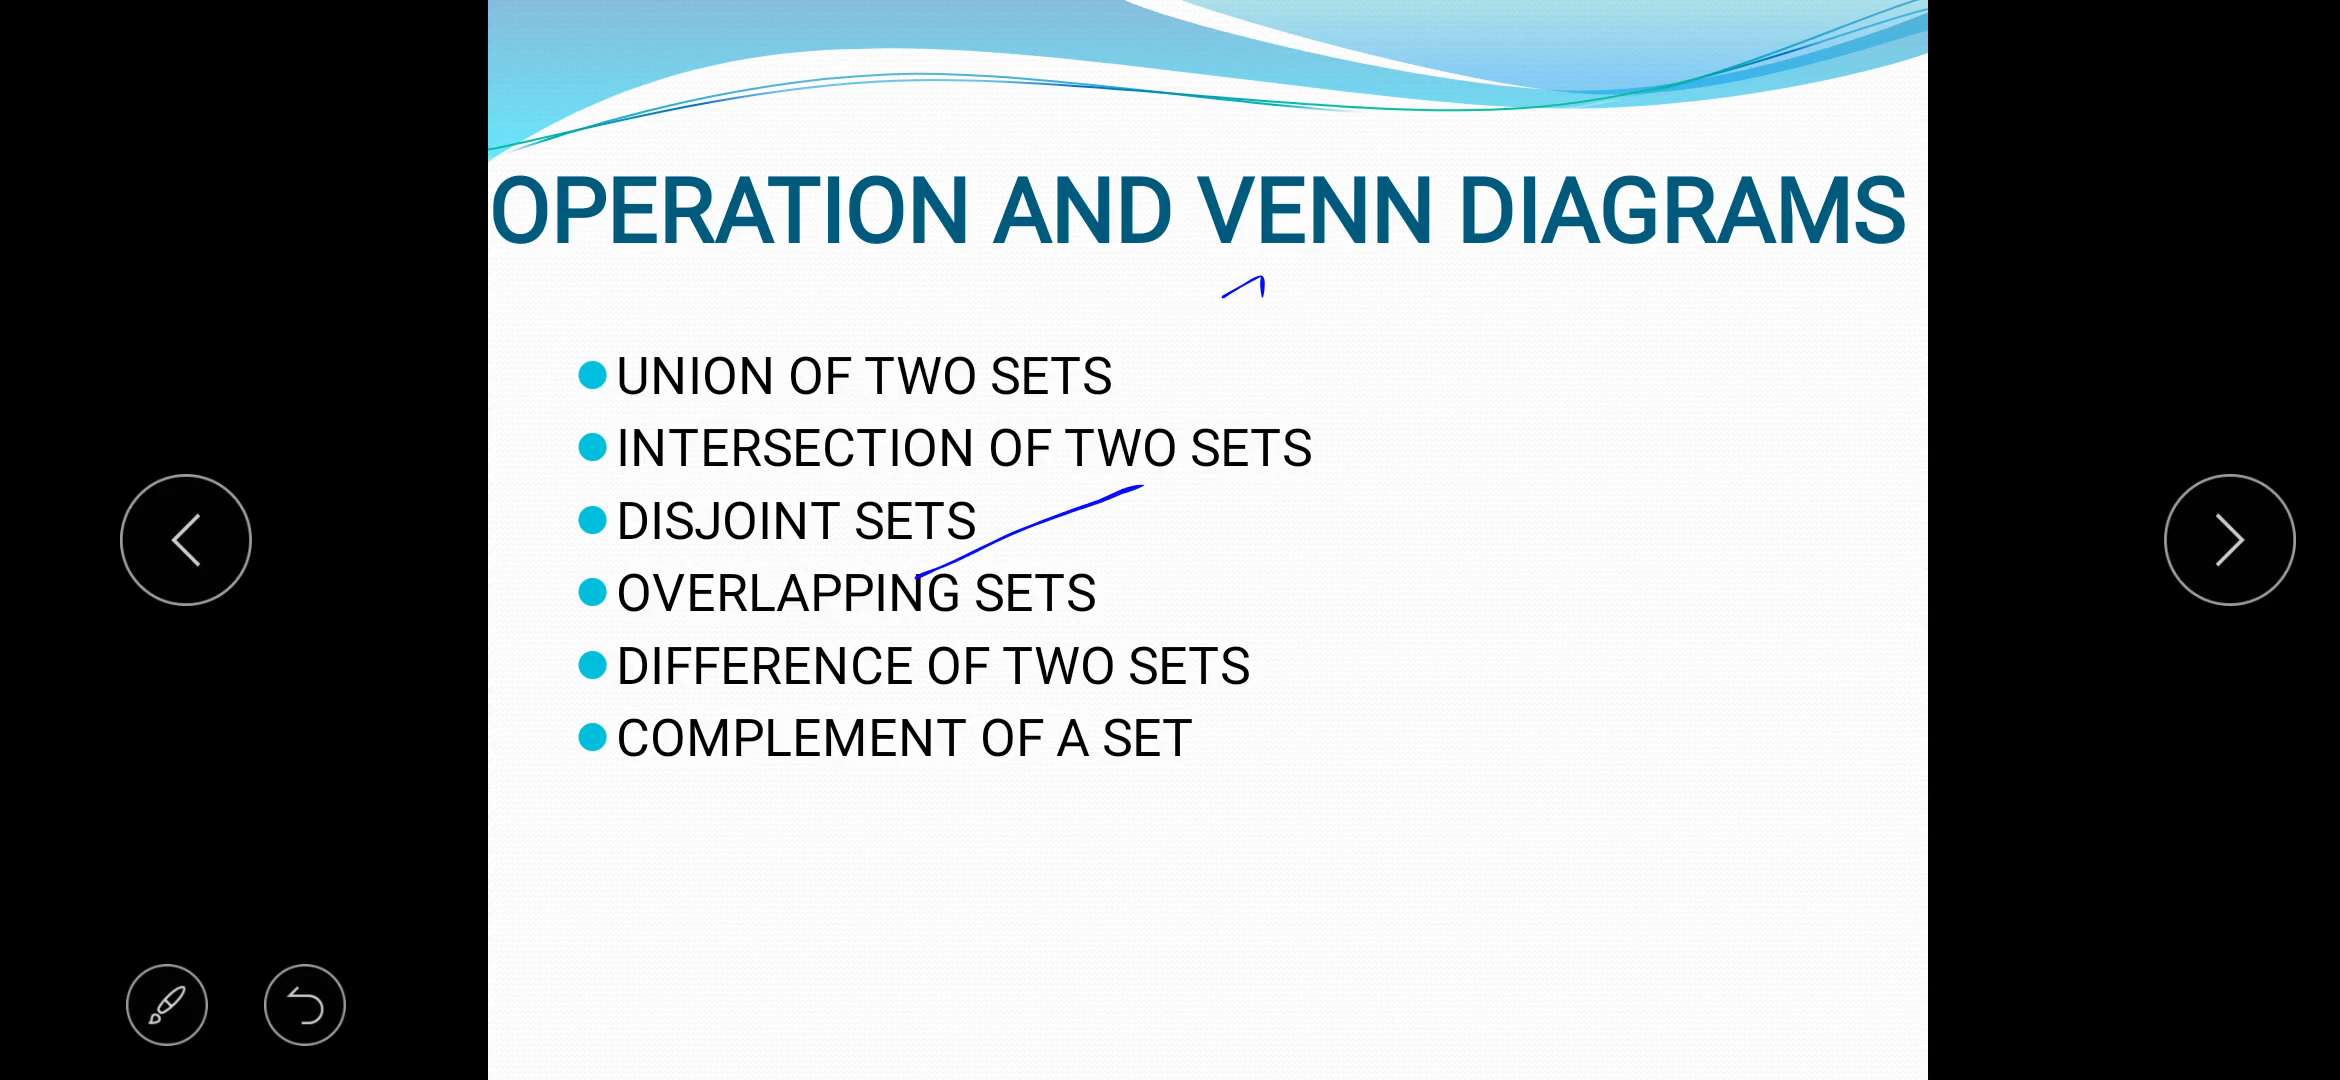 OPERATION AND VENN DIAGRAMS
UNION OF TWO SETS
INTERSECTION OF TWO SETS
DISJOINT SETS
OVERLAPPING SETS
DIFFERENCE OF TWO SETS
COMPLEMENT OF A SET